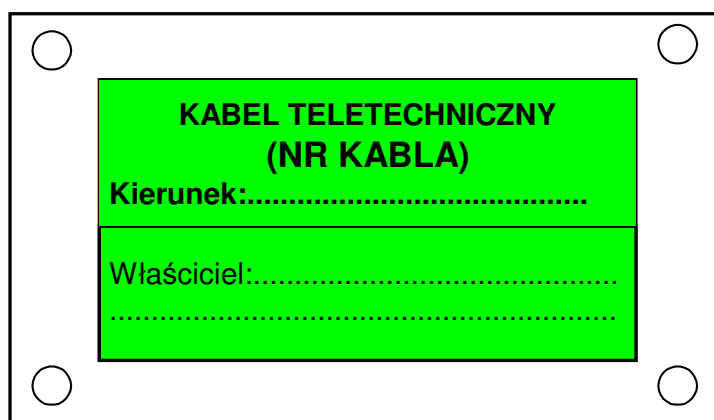 KABEL TELETECHNICZNY
(NR KABLA)
Kierunek:.........................................
Właściciel:............................................
.............................................................